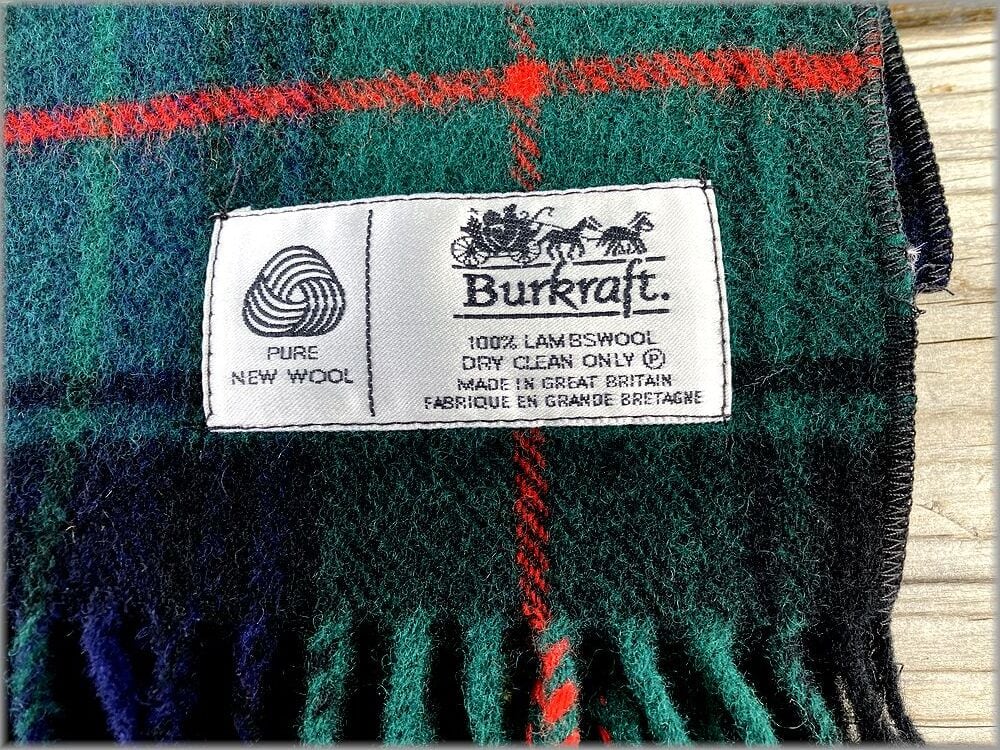 PURE
NEW WOOL
Burkraft.
100% LAMBSWOOL
DRY CLEAN ONLY Ⓟ
MADE IN GREAT BRITAIN
FABRIQUE EN GRANDE BRETAGNE